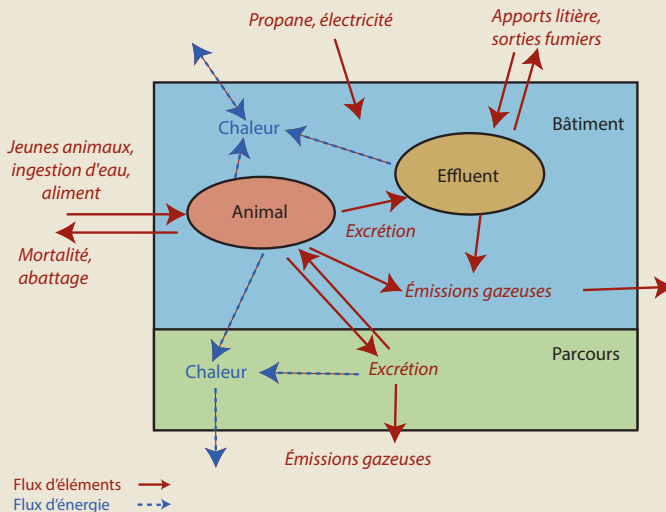 Propane, électricité
Apports litière,
sorties fumiers
Chaleur
Bâtiment
Jeunes animaux,
ingestion d'eau,
aliment
Effluent
Animal
Excrétion
Mortalité,
abattage
Émissions gazeuses
Parcours
Chaleur
Excrétion
Émissions gazeuses
Flux d'éléments
Flux d'énergie